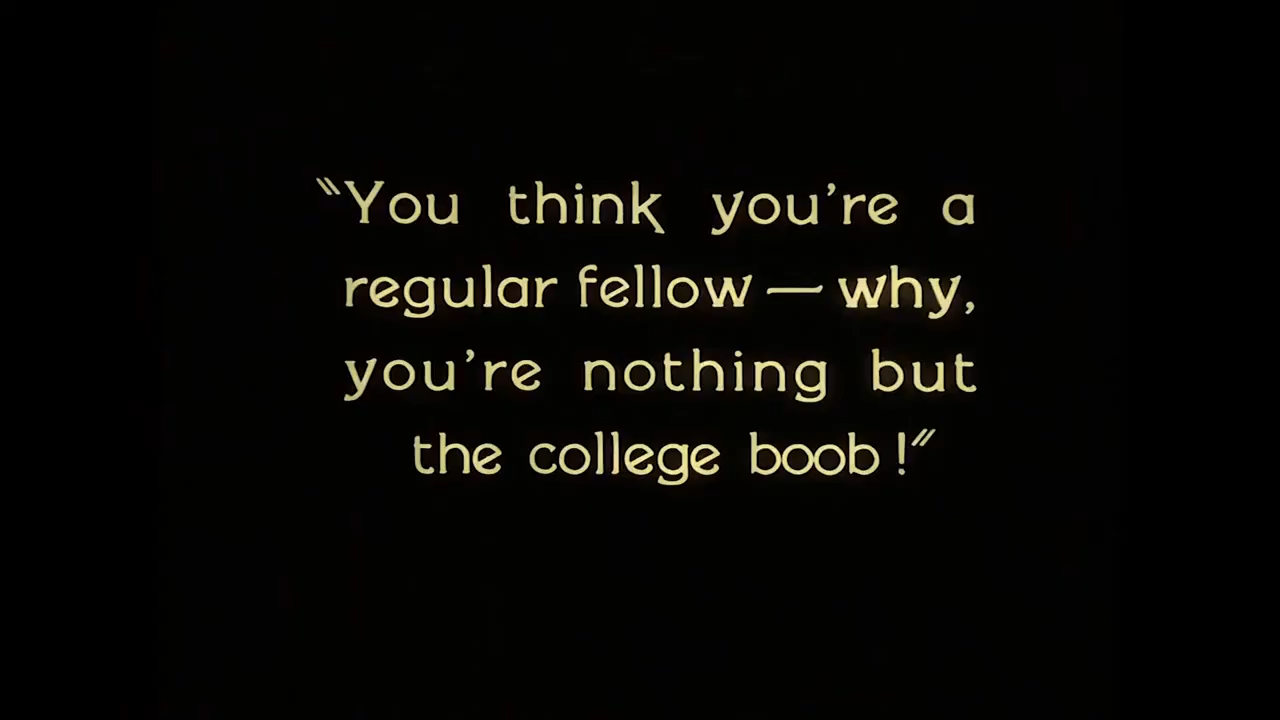 “You think you’re a
regular fellow — why,
you’re nothing but
the college boob!”